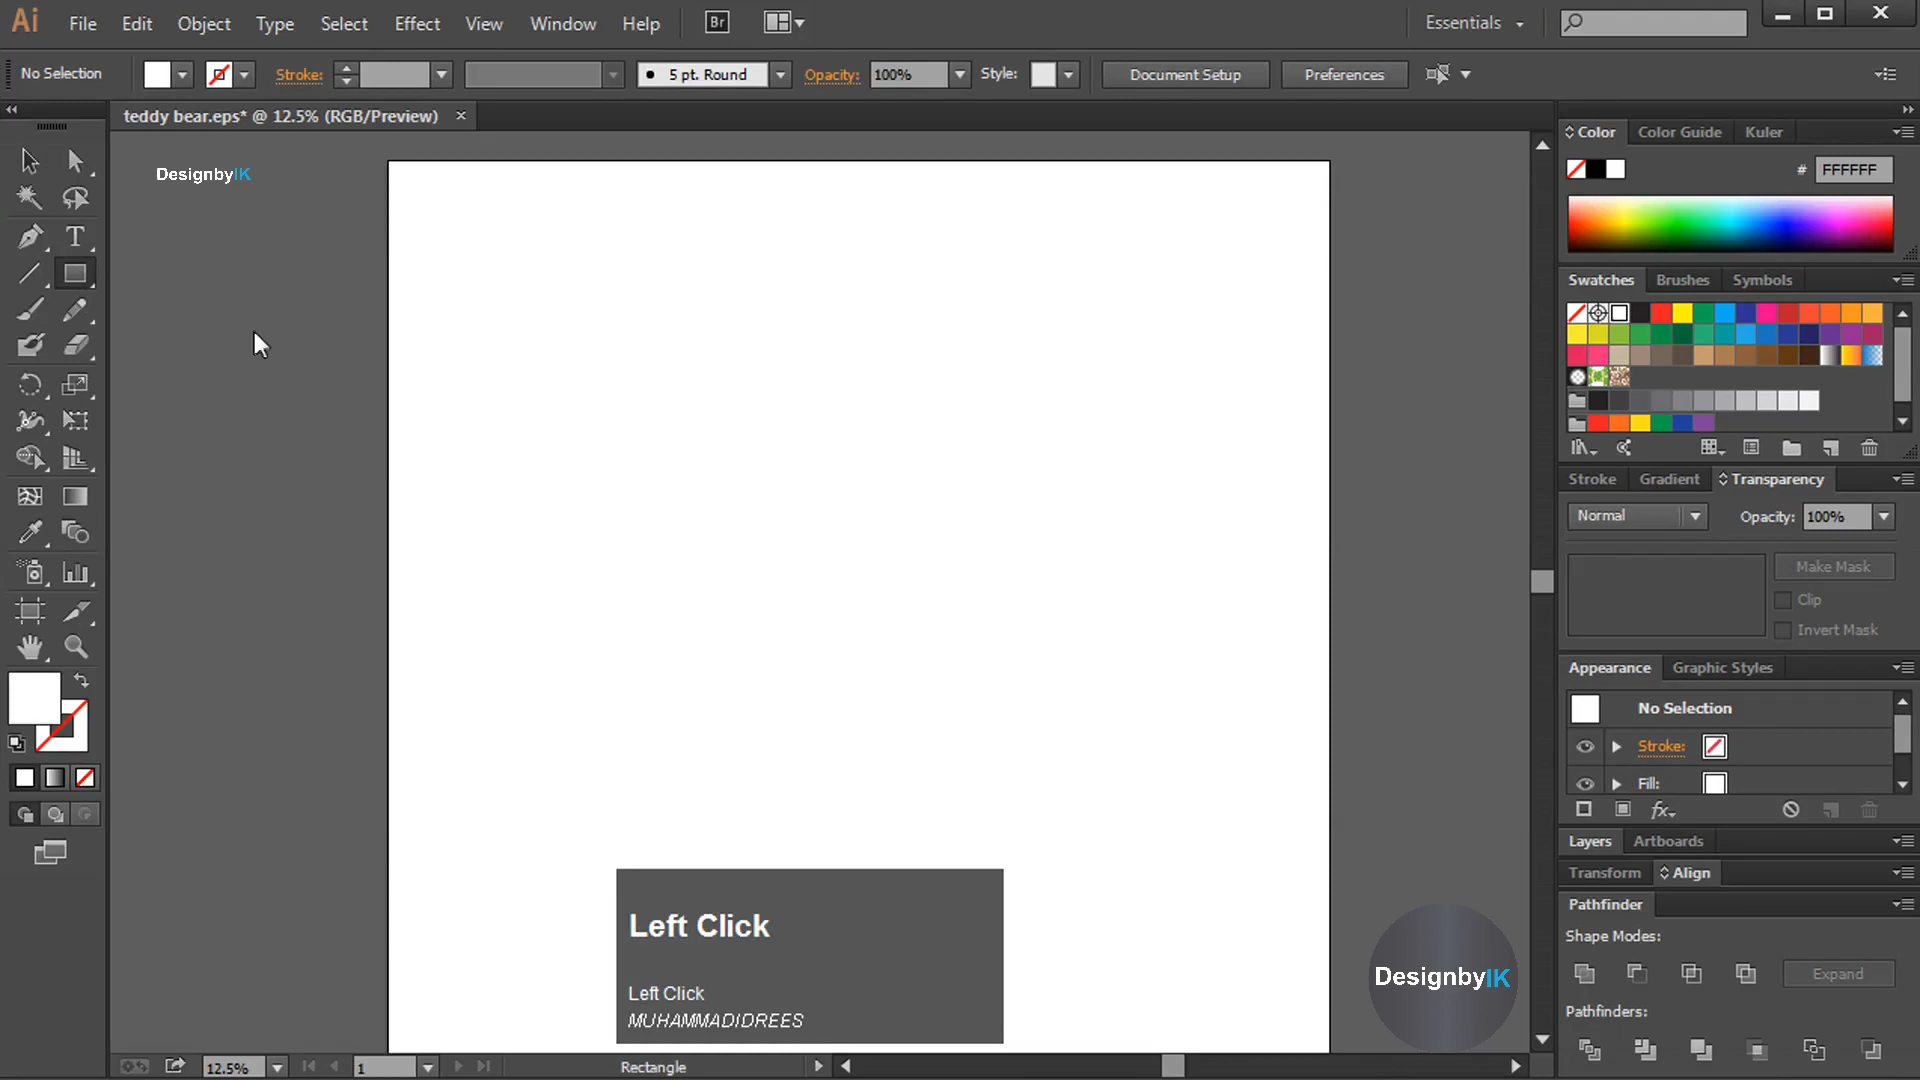 Ai File Edit Object Type Select Effect View Window Help Br Essentials
No Selection Stroke: 5 pt. Round Opacity: 100% Style: Document Setup Preferences
teddy bear.eps* @ 12.5% (RGB/Preview)
DesignbyIK
Color Color Guide Kuler
# FFFFFF
Swatches Brushes Symbols
Stroke Gradient Transparency
Normal Opacity: 100%
Make Mask
Clip
Invert Mask
Appearance Graphic Styles
No Selection
Stroke:
Fill:
fx
Layers Artboards
Transform Align
Pathfinder
Shape Modes:
Expand
Pathfinders:
Left Click
Left Click
MUHAMMADIDREES
DesignbyIK
12.5% 1 Rectangle